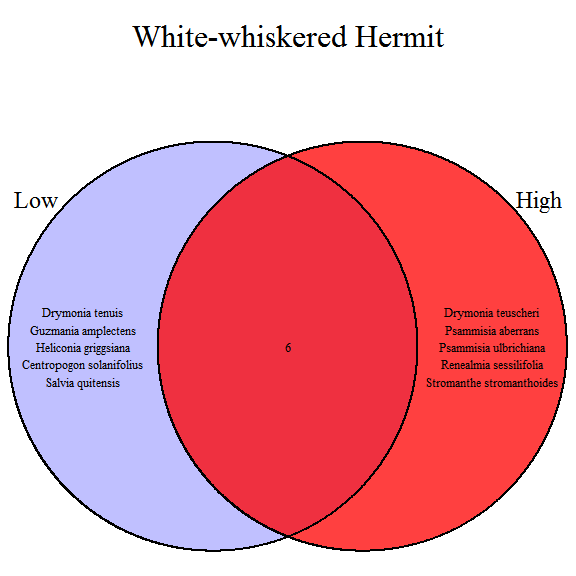 White-whiskered Hermit
Low
High
Drymonia tenuis
Guzmania amplectens
Heliconia griggsiana
Centropogon solanifolius
Salvia quitensis
6
Drymonia teuscheri
Psammisia aberrans
Psammisia ulbrichiana
Renealmia sessilifolia
Stromanthe stromanthoides